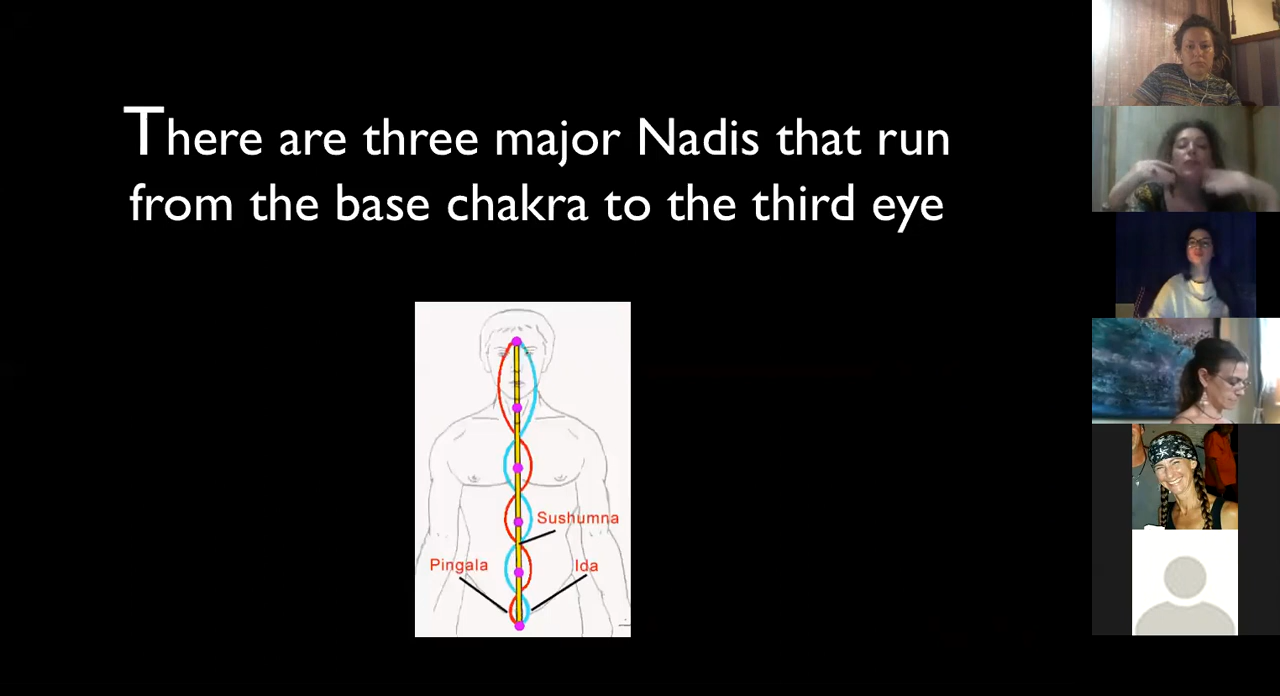 There are three major Nadis that run
from the base chakra to the third eye
Sushumna
Pingala
Ida